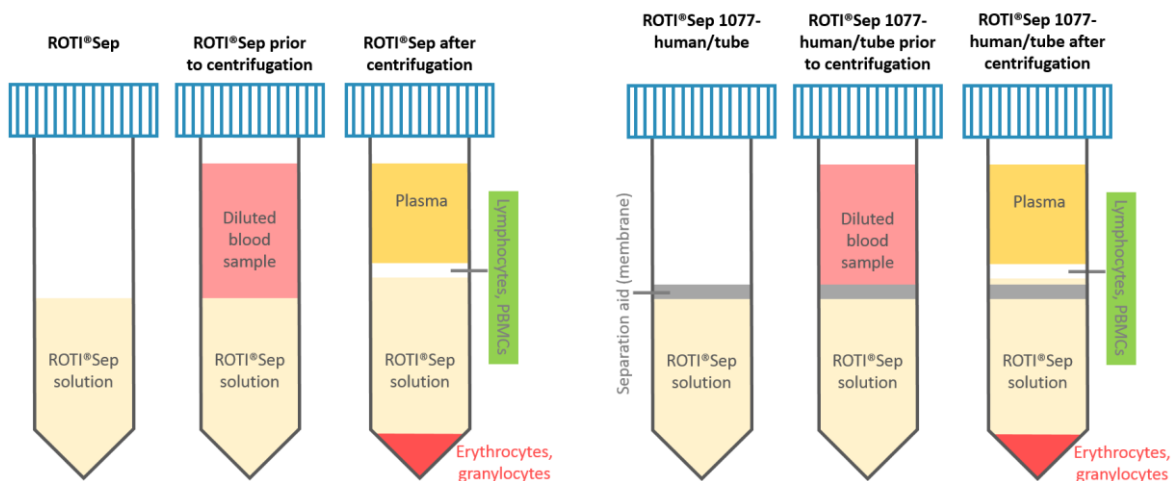 ROTI®Sep
ROTI®Sep prior
to centrifugation
ROTI®Sep after
centrifugation
ROTI®Sep 1077-
human/tube
ROTI®Sep 1077-
human/tube prior
to centrifugation
ROTI®Sep 1077-
human/tube after
centrifugation
ROTI®Sep
solution
Diluted
blood
sample
ROTI®Sep
solution
Plasma
Lymphocytes, PBMCs
ROTI®Sep
solution
Erythrocytes,
granylocytes
Separation aid (membrane)
ROTI®Sep
solution
Diluted
blood
sample
ROTI®Sep
solution
Plasma
Lymphocytes, PBMCs
ROTI®Sep
solution
Erythrocytes,
granylocytes